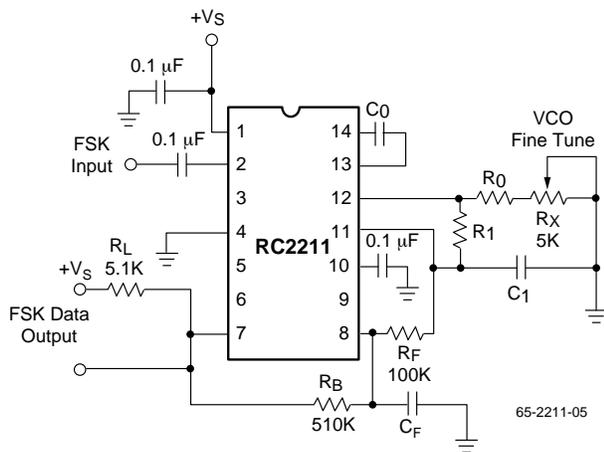 +VS
0.1 μF
FSK
Input
0.1 μF
1
2
3
4
5
6
7
RC2211
14
13
12
11
10
9
8
C0
VCO
Fine Tune
R0
RX
5K
R1
0.1 μF
C1
RL
5.1K
+VS
FSK Data
Output
RF
100K
RB
510K
CF
65-2211-05